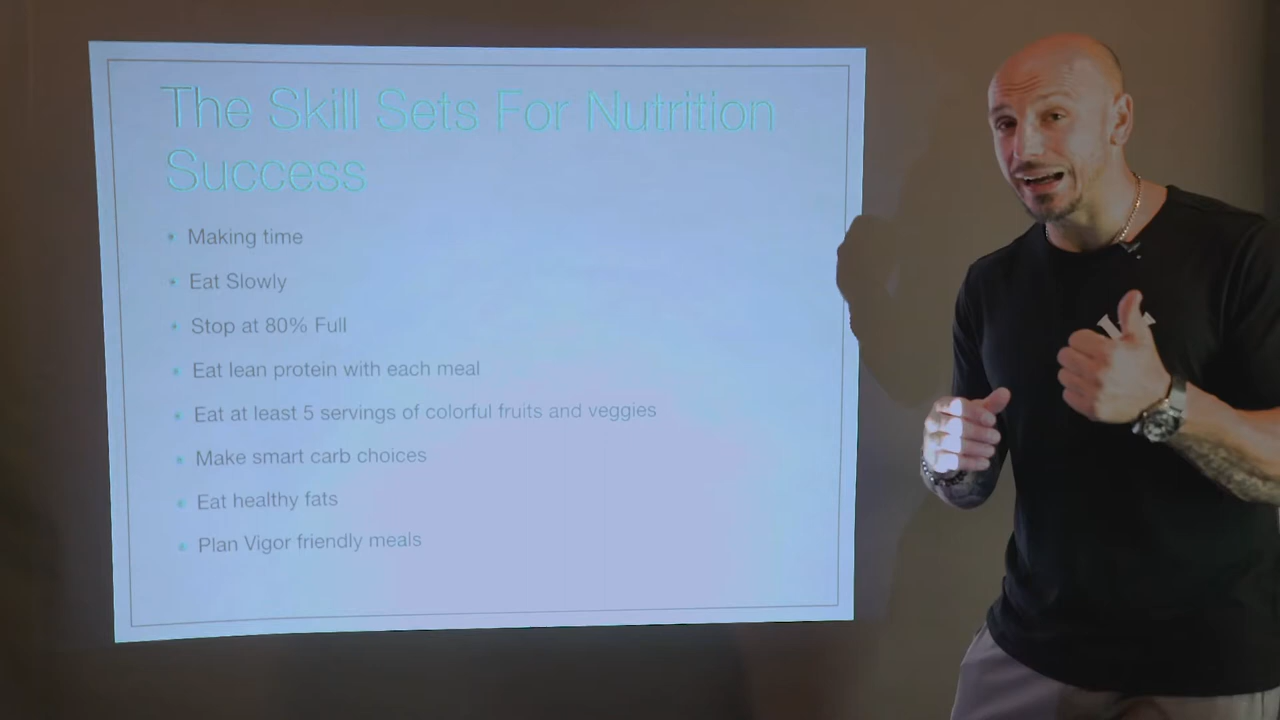 The Skill Sets For Nutrition
Success
• Making time
• Eat Slowly
• Stop at 80% Full
• Eat lean protein with each meal
• Eat at least 5 servings of colorful fruits and veggies
• Make smart carb choices
• Eat healthy fats
• Plan Vigor friendly meals